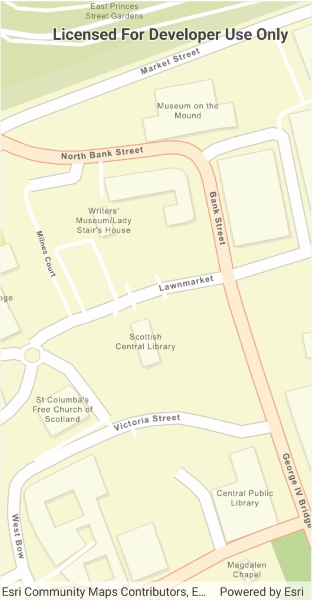 East Princes
Street Gardens
Licensed For Developer Use Only
Market Street
Museum on the
Mound
North Bank Street
Writers'
Museum/Lady
Stair's House
Bank Street
Milnes Court
Lawnmarket
ege
Scottish
Central Library
St Columba's
Free Church of
Scotland
Victoria Street
George IV Bridge
Central Public
Library
West Bow
Magdalen
Chapel
Esri Community Maps Contributors, E... Powered by Esri